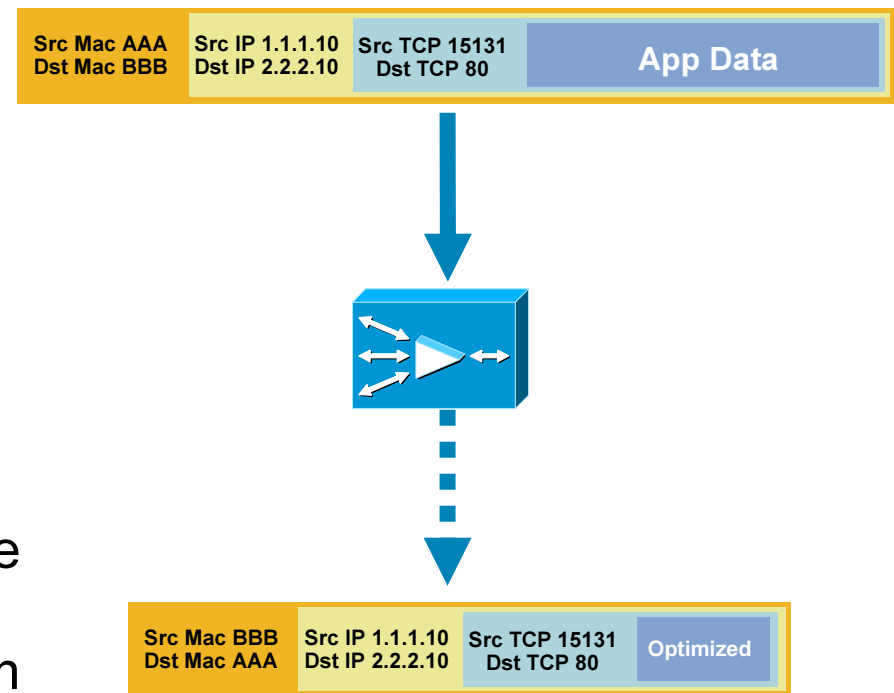 Src Mac AAA
Dst Mac BBB
Src IP 1.1.1.10
Dst IP 2.2.2.10
Src TCP 15131
Dst TCP 80
App Data
e
n
Src Mac BBB
Dst Mac AAA
Src IP 1.1.1.10
Dst IP 2.2.2.10
Src TCP 15131
Dst TCP 80
Optimized